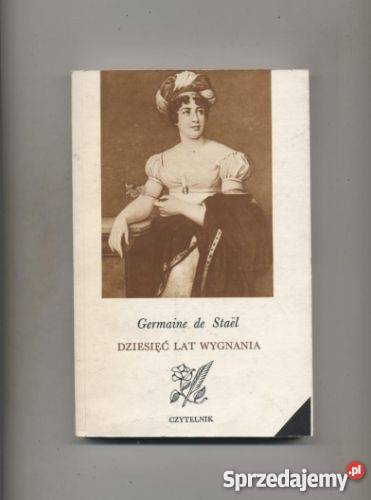 Germaine de Staël
DZIESIĘĆ LAT WYGNANIA
CZYTELNIK
Sprzedajemy.pl